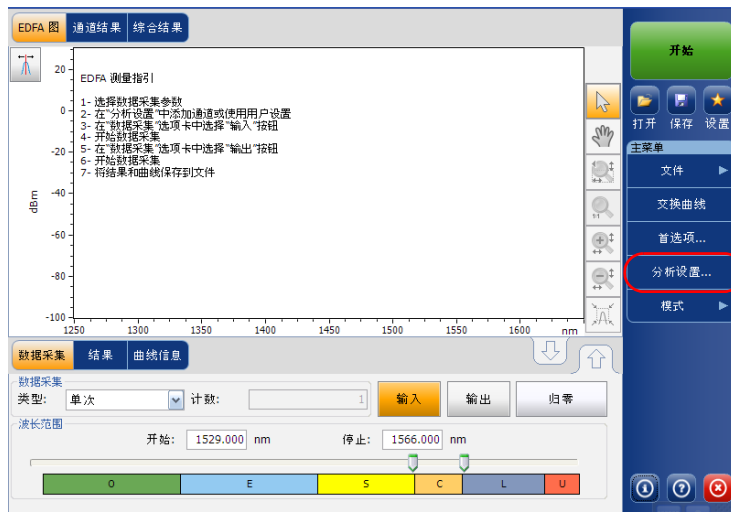 EDFA 图 通道结果 综合结果
开始
打开 保存 设置
主菜单
文件
交换曲线
首选项...
分析设置...
模式
EDFA 测量指引
1- 选择数据采集参数
2- 在"分析设置"中添加通道或使用用户设置
3- 在"数据采集"选项卡中选择"输入"按钮
4- 开始数据采集
5- 在"数据采集"选项卡中选择"输出"按钮
6- 开始数据采集
7- 将结果和曲线保存到文件
dBm
20
0
-20
-40
-60
-80
-100
1250 1300 1350 1400 1450 1500 1550 1600 nm
1:1
数据采集 结果 曲线信息
数据采集
类型: 单次 计数: 1 输入 输出 归零
波长范围
开始: 1529.000 nm 停止: 1566.000 nm
O E S C L U